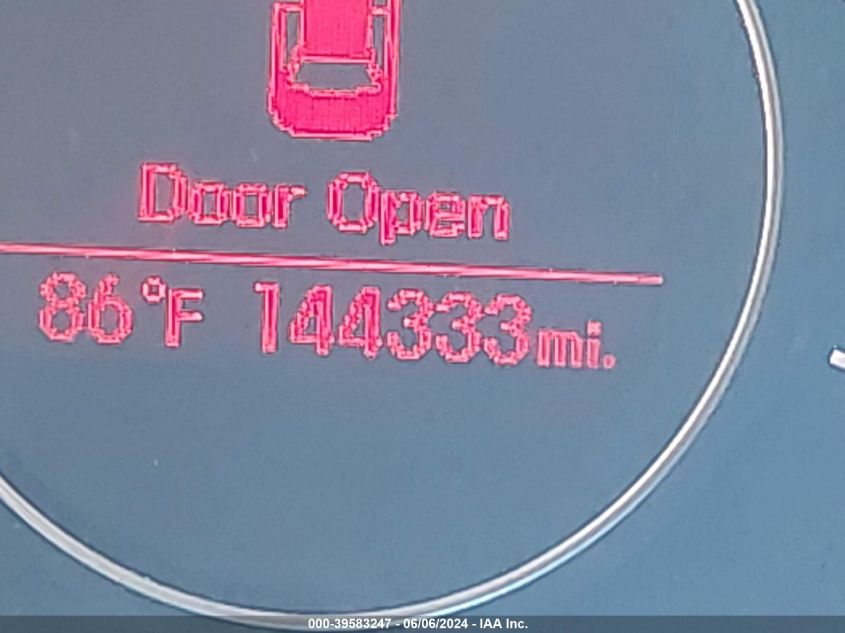 Door Open
86°F 144333mi.
000-39583247 - 06/06/2024 - IAA Inc.